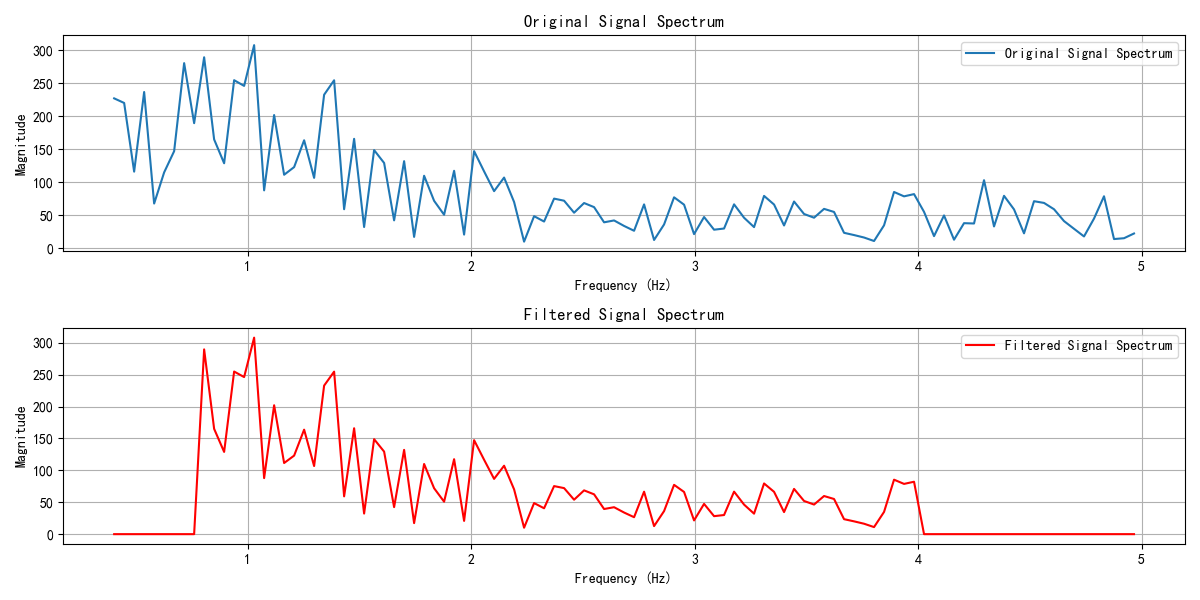 Original Signal Spectrum
Original Signal Spectrum
Magnitude
300
250
200
150
100
50
0
1 2 3 4 5
Frequency (Hz)
Filtered Signal Spectrum
Filtered Signal Spectrum
Magnitude
300
250
200
150
100
50
0
1 2 3 4 5
Frequency (Hz)